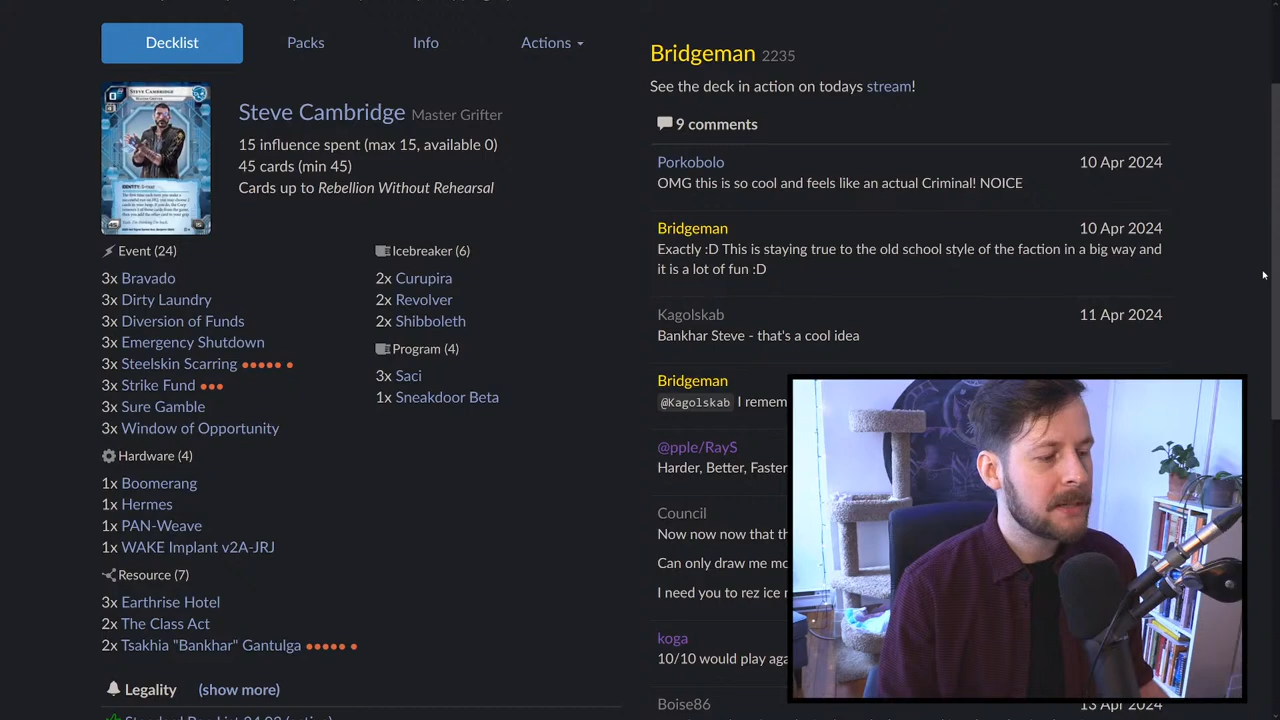 Decklist
Packs
Info
Actions
Steve Cambridge Master Grifter
15 influence spent (max 15, available 0)
45 cards (min 45)
Cards up to Rebellion Without Rehearsal
Event (24)
3x Bravado
3x Dirty Laundry
3x Diversion of Funds
3x Emergency Shutdown
3x Steelskin Scarring
3x Strike Fund
3x Sure Gamble
3x Window of Opportunity
Hardware (4)
1x Boomerang
1x Hermes
1x PAN-Weave
1x WAKE Implant v2A-JRJ
Resource (7)
3x Earthrise Hotel
2x The Class Act
2x Tsakhia "Bankhar" Gantulga
Icebreaker (6)
2x Curupira
2x Revolver
2x Shibboleth
Program (4)
3x Saci
1x Sneakdoor Beta
Legality (show more)
Bridgeman 2235
See the deck in action on todays stream!
9 comments
Porkobolo 10 Apr 2024
OMG this is so cool and feels like an actual Criminal! NOICE
Bridgeman 10 Apr 2024
Exactly :D This is staying true to the old school style of the faction in a big way and
it is a lot of fun :D
Kagolskab 11 Apr 2024
Bankhar Steve - that's a cool idea
Bridgeman
@Kagolskab I remem
@pple/RayS
Harder, Better, Faster
Council
Now now now that th
Can only draw me mo
I need you to rez ice
koga
10/10 would play aga
Boise86 13 Apr 2024